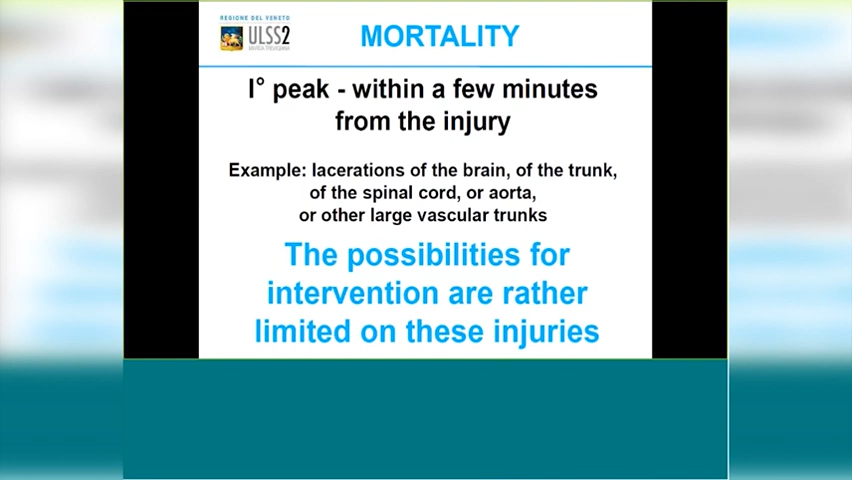 REGIONE DEL VENETO
ULSS2
MORTALITY
I° peak - within a few minutes
from the injury
Example: lacerations of the brain, of the trunk,
of the spinal cord, or aorta,
or other large vascular trunks
The possibilities for
intervention are rather
limited on these injuries